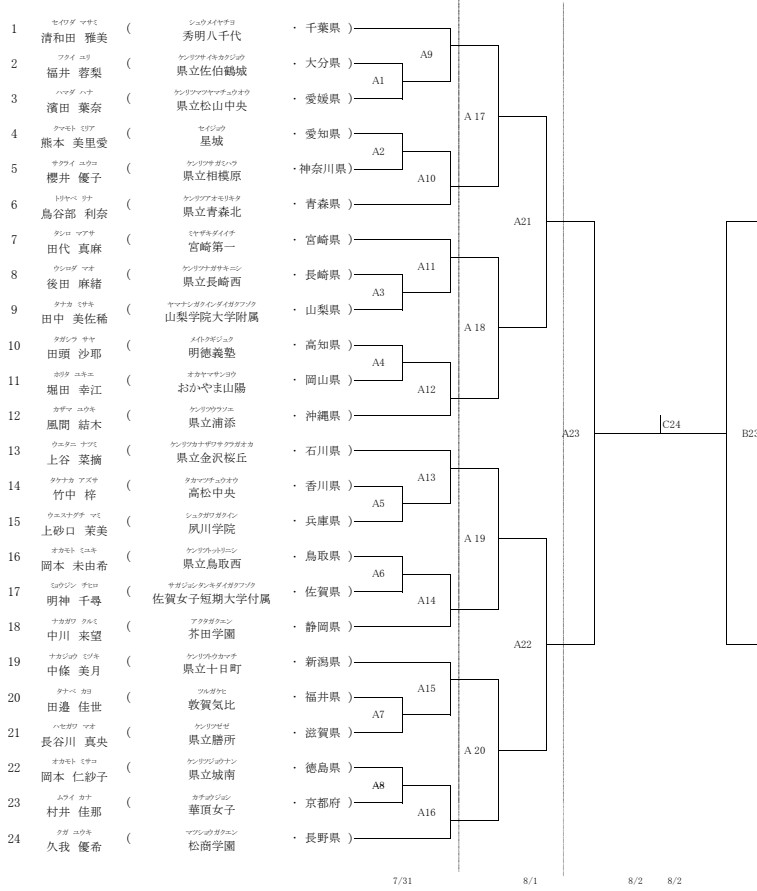 セイワダ マサミ シュウメイヤチヨ
1 清和田 雅美 ( 秀明八千代 ・ 千葉県 )
フクイ ユリ ケンリツサイキカクジョウ
2 福井 蓉梨 ( 県立佐伯鶴城 ・ 大分県 )
ハマダ ハナ ケンリツマツヤマチュウオウ
3 濱田 葉奈 ( 県立松山中央 ・ 愛媛県 )
クマモト ミリア セイジョウ
4 熊本 美里愛 ( 星城 ・ 愛知県 )
サクライ ユウコ ケンリツサガミハラ
5 櫻井 優子 ( 県立相模原 ・神奈川県)
トリヤベ リナ ケンリツアオモリキタ
6 鳥谷部 利奈 ( 県立青森北 ・ 青森県 )
タシロ マアサ ミヤザキダイイチ
7 田代 真麻 ( 宮崎第一 ・ 宮崎県 )
ウシロダ マオ ケンリツナガサキニシ
8 後田 麻緒 ( 県立長崎西 ・ 長崎県 )
タナカ ミサキ ヤマナシガクインダイガクフゾク
9 田中 美佐稀 ( 山梨学院大学附属 ・ 山梨県 )
タガシラ サヤ メイトクギジュク
10 田頭 沙耶 ( 明徳義塾 ・ 高知県 )
ホリタ ユキエ オカヤマサンヨウ
11 堀田 幸江 ( おかやま山陽 ・ 岡山県 )
カザマ ユウキ ケンリツウラソエ
12 風間 結木 ( 県立浦添 ・ 沖縄県 )
ウエタニ ナツミ ケンリツカナザワサクラガオカ
13 上谷 菜摘 ( 県立金沢桜丘 ・ 石川県 )
タケナカ アズサ タカマツチュウオウ
14 竹中 梓 ( 高松中央 ・ 香川県 )
ウエスナグチ マミ シュクガワガクイン
15 上砂口 茉美 ( 夙川学院 ・ 兵庫県 )
オカモト ミユキ ケンリツトットリニシ
16 岡本 未由希 ( 県立鳥取西 ・ 鳥取県 )
ミョウジン チヒロ サガジョシタンキダイガクフゾク
17 明神 千尋 ( 佐賀女子短期大学付属 ・ 佐賀県 )
ナカガワ クルミ アクタガクエン
18 中川 来望 ( 芥田学園 ・ 静岡県 )
ナカジョウ ミヅキ ケンリツトウカマチ
19 中條 美月 ( 県立十日町 ・ 新潟県 )
タナベ カヨ ツルガケヒ
20 田邉 佳世 ( 敦賀気比 ・ 福井県 )
ハセガワ マオ ケンリツゼゼ
21 長谷川 真央 ( 県立膳所 ・ 滋賀県 )
オカモト ミサコ ケンリツジョウナン
22 岡本 仁紗子 ( 県立城南 ・ 徳島県 )
ムライ カナ カチョウジョシ
23 村井 佳那 ( 華頂女子 ・ 京都府 )
クガ ユウキ マツショウガクエン
24 久我 優希 ( 松商学園 ・ 長野県 )
A1
A2
A3
A4
A5
A6
A7
A8
A9
A10
A11
A12
A13
A14
A15
A16
A 17
A 18
A 19
A 20
A21
A22
A23
C24
B23
7/31 8/1 8/2 8/2